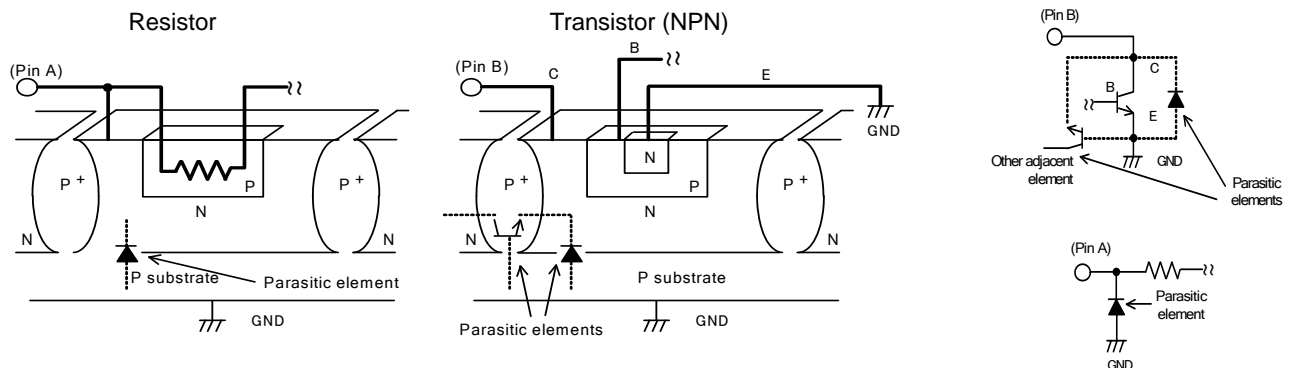 Resistor
Transistor (NPN)
(Pin A)
(Pin B)
C
B
E
GND
P +
P +
P
N
N
N
P substrate
Parasitic element
GND
P +
P +
N
P
N
N
N
P substrate
Parasitic elements
GND
(Pin B)
C
B
E
GND
Other adjacent
element
Parasitic
elements
(Pin A)
Parasitic
element
GND